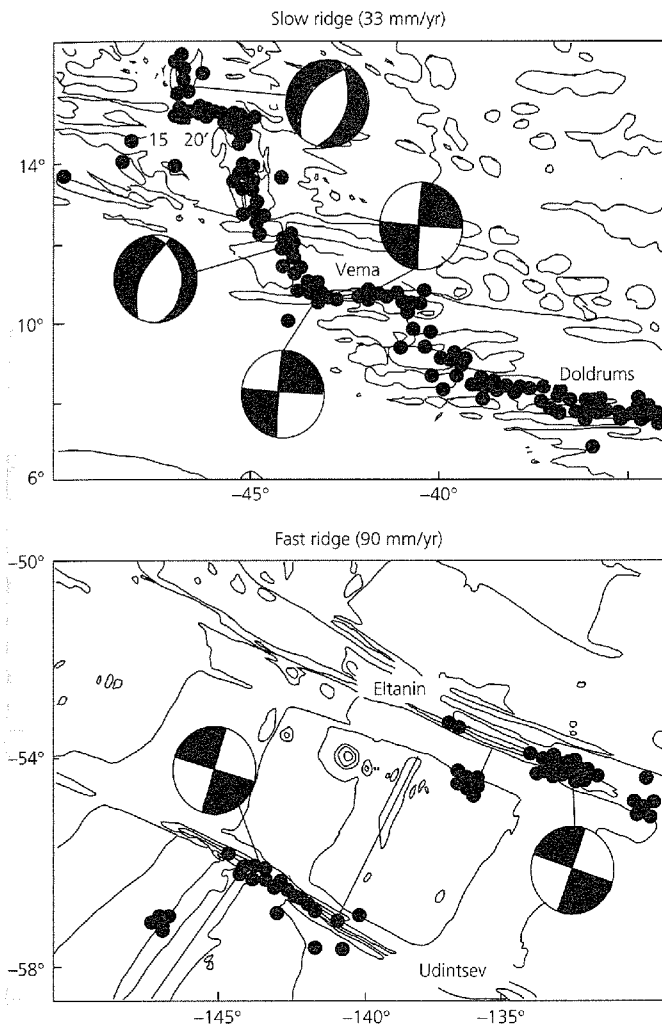 Slow ridge (33 mm/yr)
15 20'
14°
Vema
10°
Doldrums
6°
-45°
-40°
Fast ridge (90 mm/yr)
-50°
Eltanin
-54°
-58°
Udintsev
-145°
-140°
-135°